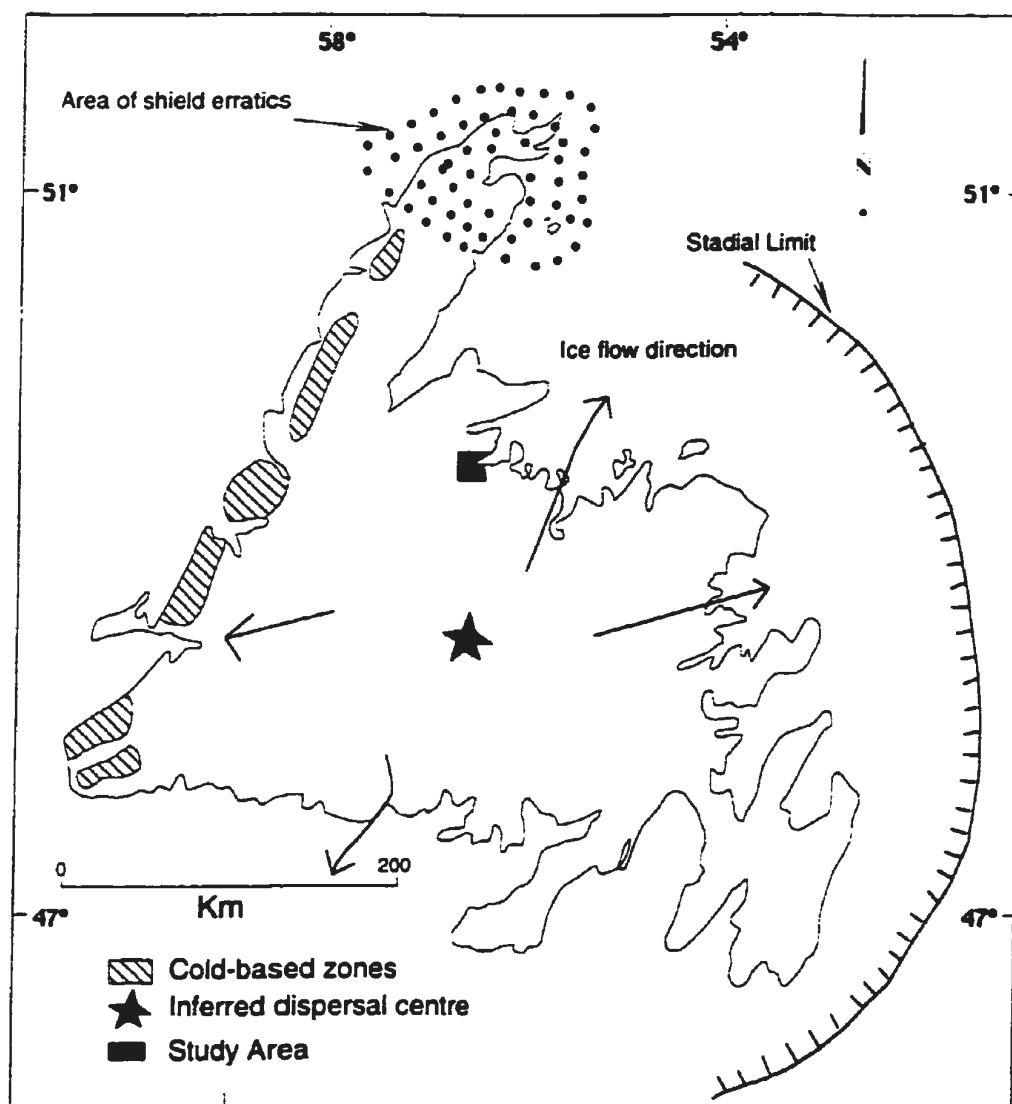 58° 54°
Area of shield erratics
51° 51°
Stadial Limit
Ice flow direction
0 200
Km
47° 47°
Cold-based zones
Inferred dispersal centre
Study Area